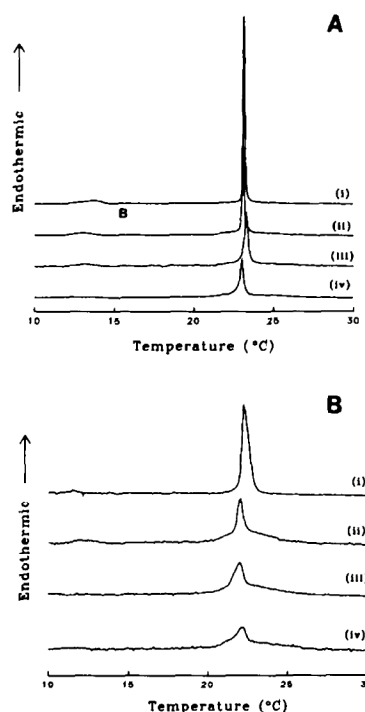 A
Endothermic
(i)
B
(ii)
(iii)
(iv)
10 15 20 25 30
Temperature (°C)
B
Endothermic
(i)
(ii)
(iii)
(iv)
10 15 20 25 30
Temperature (°C)